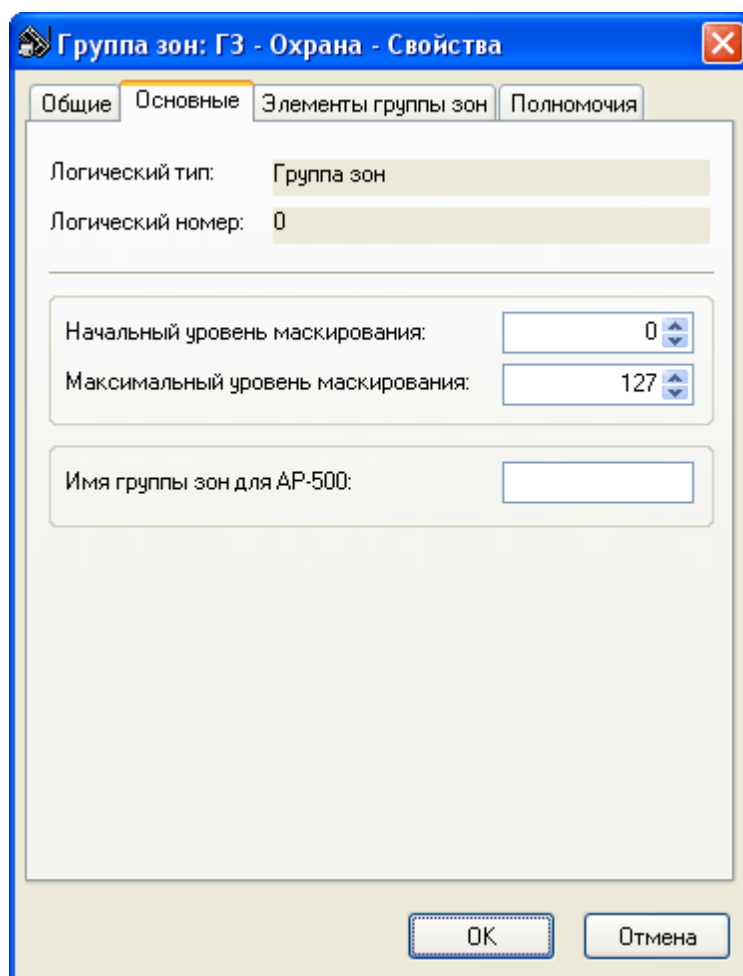 Группа зон: ГЗ - Охрана - Свойства
Общие Основные Элементы группы зон Полномочия
Логический тип: Группа зон
Логический номер: 0
Начальный уровень маскирования: 0
Максимальный уровень маскирования: 127
Имя группы зон для АР-500:
OK Отмена